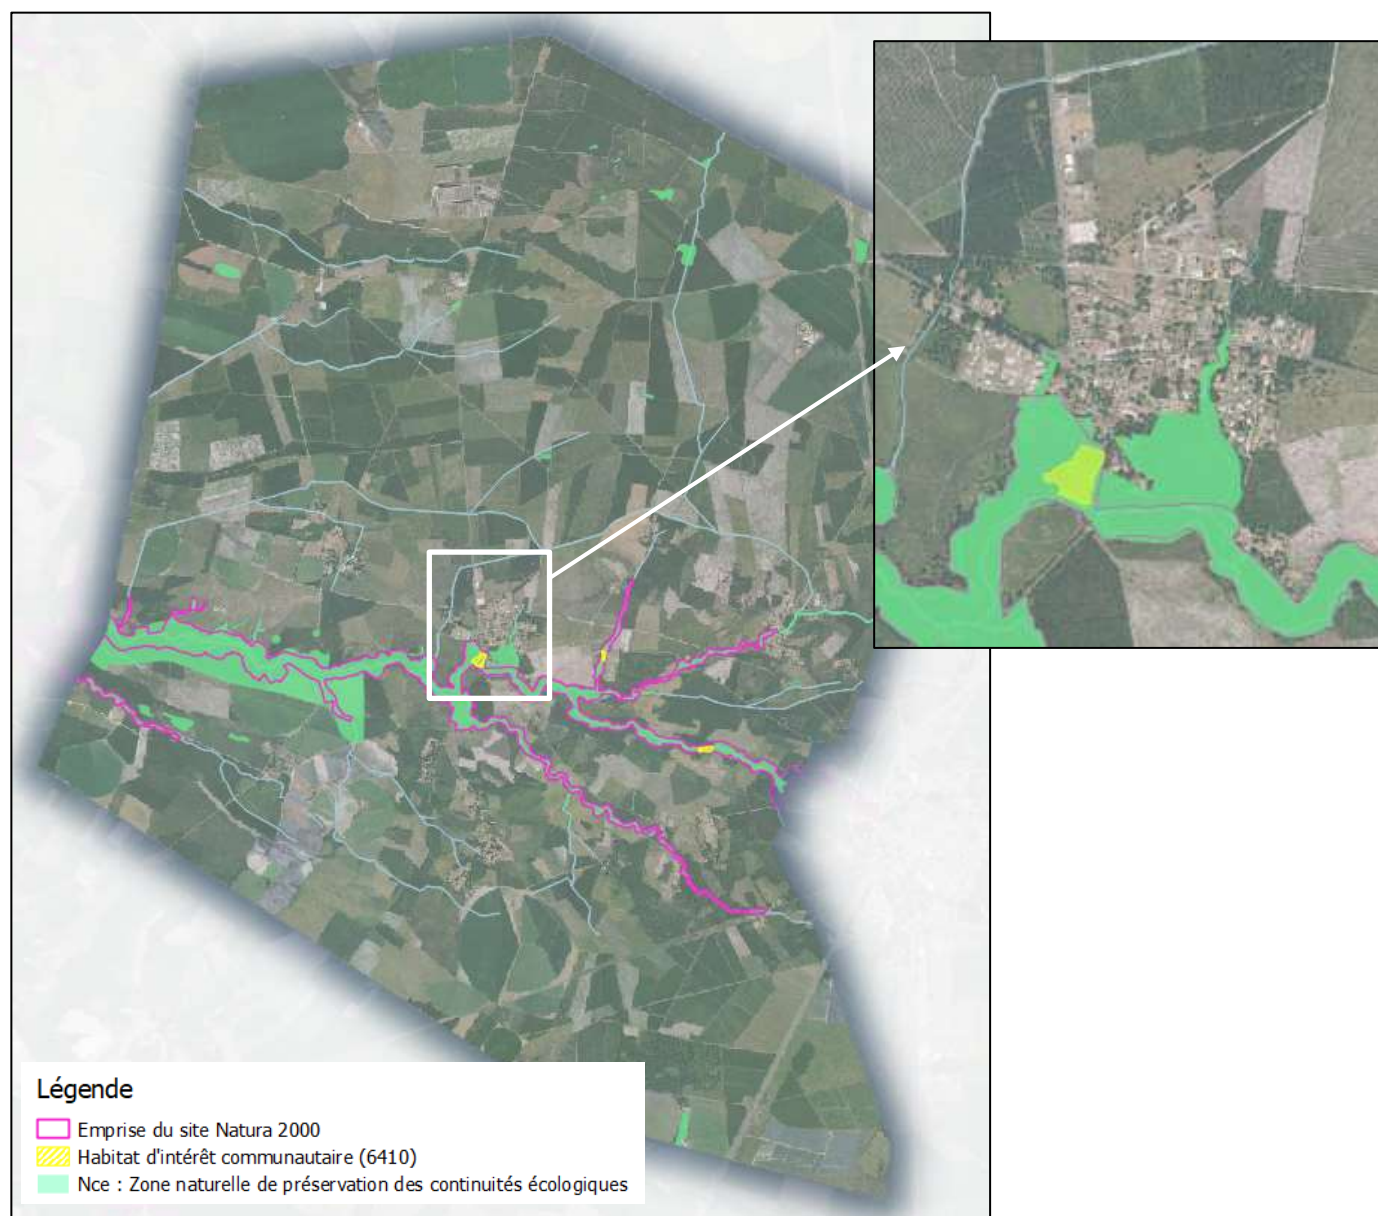 Légende
Emprise du site Natura 2000
Habitat d'intérêt communautaire (6410)
Nce : Zone naturelle de préservation des continuités écologiques